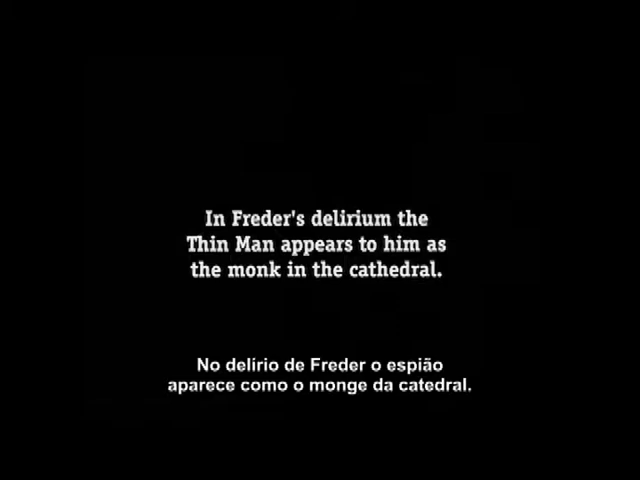 In Freder's delirium the
Thin Man appears to him as
the monk in the cathedral.
No delírio de Freder o espião
aparece como o monge da catedral.